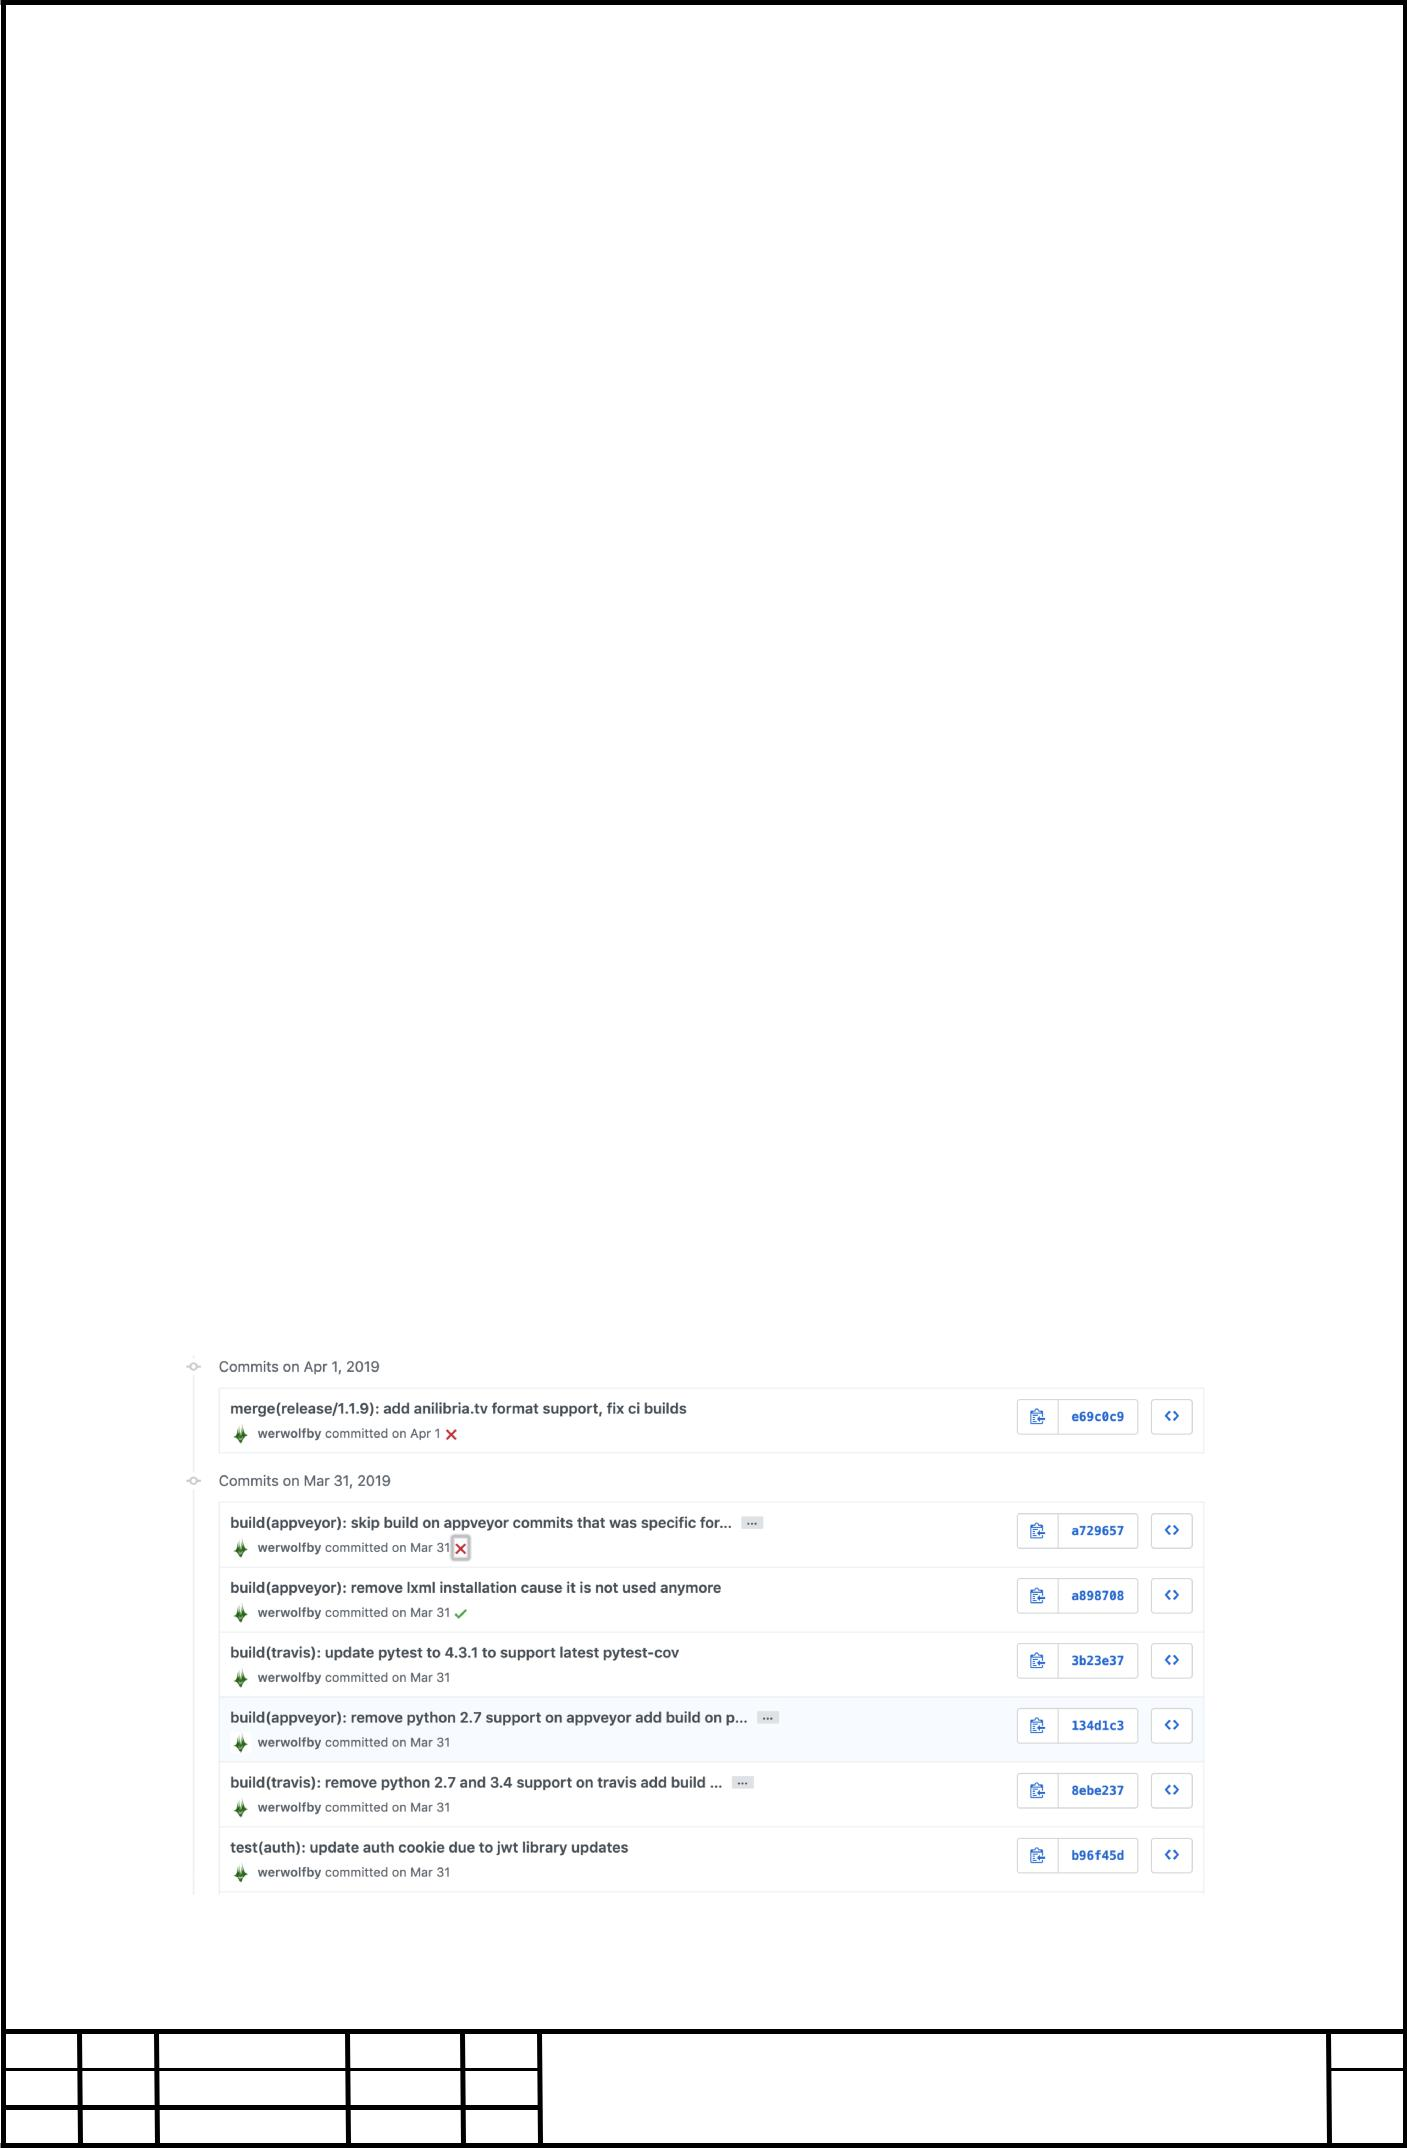 Commits on Apr 1, 2019
merge(release/1.1.9): add anilibria.tv format support, fix ci builds
werwolfby committed on Apr 1
e69c0c9
Commits on Mar 31, 2019
build(appveyor): skip build on appveyor commits that was specific for...
werwolfby committed on Mar 31
a729657
build(appveyor): remove lxml installation cause it is not used anymore
werwolfby committed on Mar 31
a898708
build(travis): update pytest to 4.3.1 to support latest pytest-cov
werwolfby committed on Mar 31
3b23e37
build(appveyor): remove python 2.7 support on appveyor add build on p...
werwolfby committed on Mar 31
134d1c3
build(travis): remove python 2.7 and 3.4 support on travis add build ...
werwolfby committed on Mar 31
8ebe237
test(auth): update auth cookie due to jwt library updates
werwolfby committed on Mar 31
b96f45d